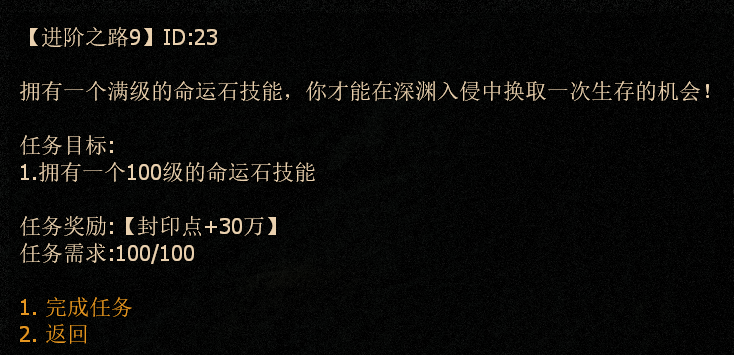 【进阶之路9】ID:23
拥有一个满级的命运石技能，你才能在深渊入侵中换取一次生存的机会！
任务目标:
1.拥有一个100级的命运石技能
任务奖励:【封印点+30万】
任务需求:100/100
1. 完成任务
2. 返回